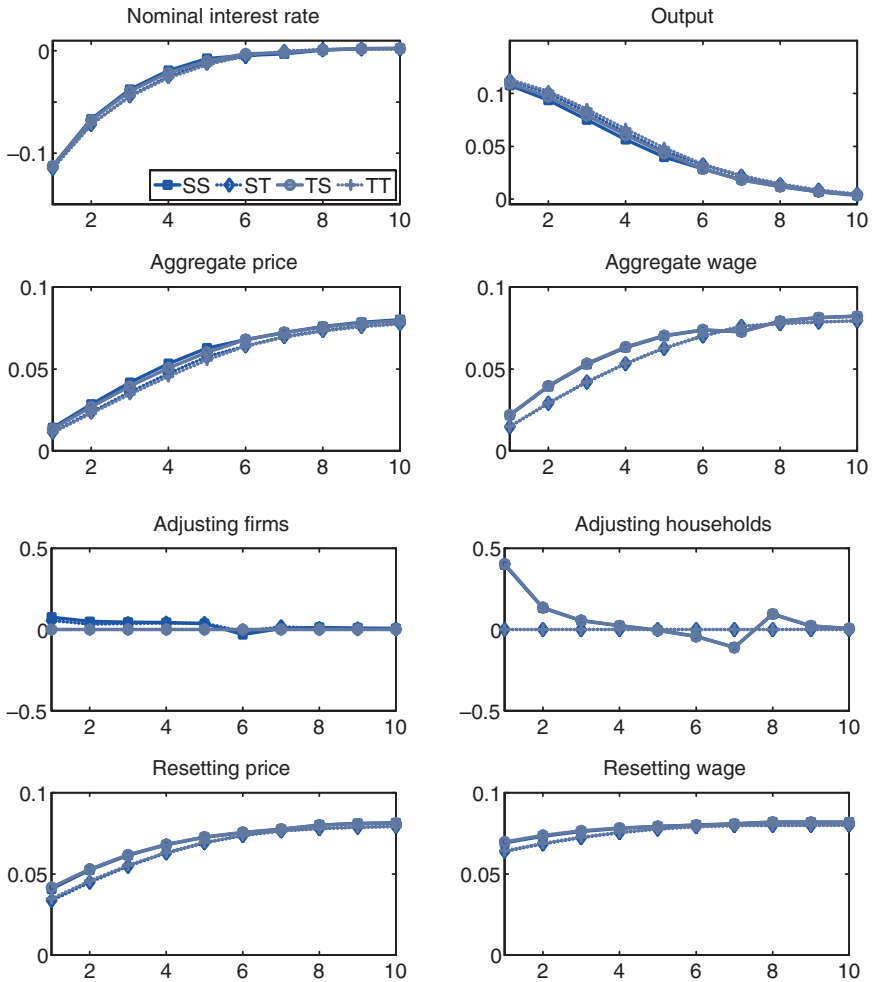 Nominal interest rate
0
−0.1
SS ST TS TT
2 4 6 8 10
Output
0.1
0.05
0
2 4 6 8 10
Aggregate price
0.1
0.05
0
2 4 6 8 10
Aggregate wage
0.1
0.05
0
2 4 6 8 10
Adjusting firms
0.5
0
−0.5
2 4 6 8 10
Adjusting households
0.5
0
−0.5
2 4 6 8 10
Resetting price
0.1
0.05
0
2 4 6 8 10
Resetting wage
0.1
0.05
0
2 4 6 8 10